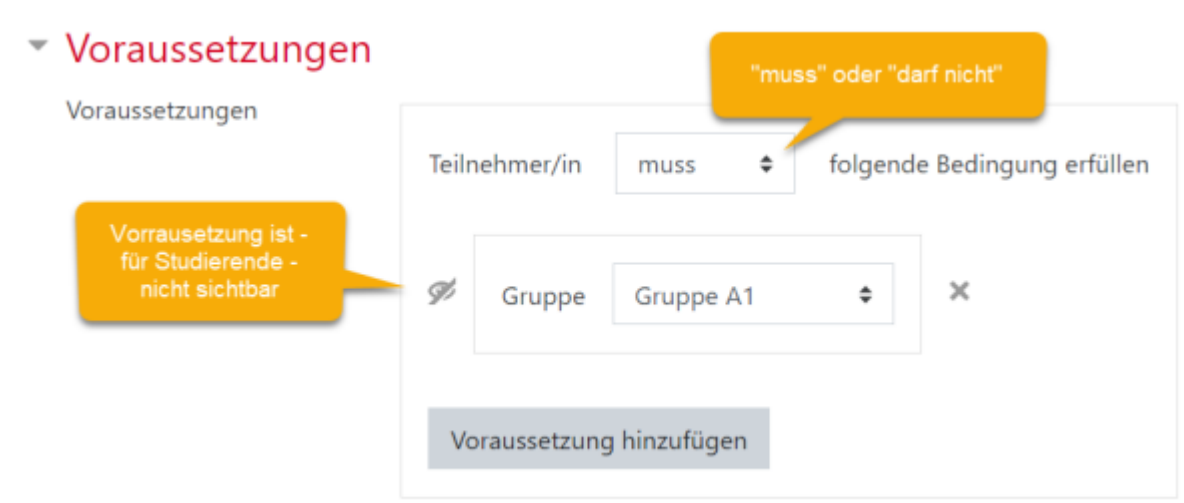 Voraussetzungen
"muss" oder "darf nicht"
Voraussetzungen
Teilnehmer/in muss folgende Bedingung erfüllen
Vorrausetzung ist -
für Studierende -
nicht sichtbar
Gruppe Gruppe A1
Voraussetzung hinzufügen